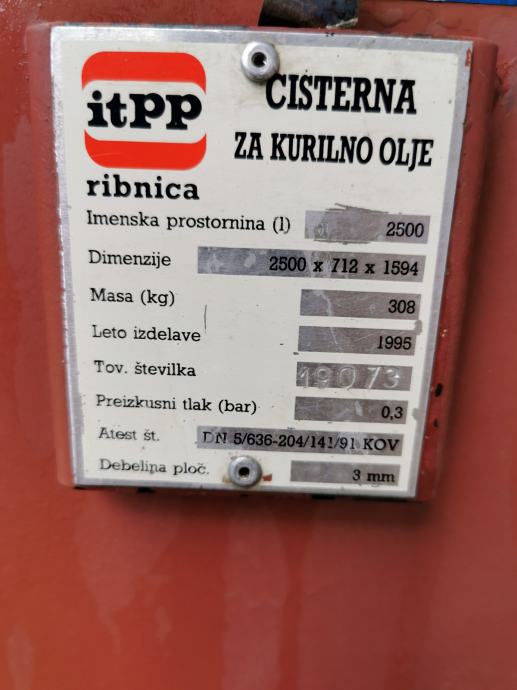 itPP
ribnica
CISTERNA
ZA KURILNO OLJE
Imenska prostornina (l) 2500
Dimenzije 2500 x 712 x 1594
Masa (kg) 308
Leto izdelave 1995
Tov. številka 19073
Preizkusni tlak (bar) 0,3
Atest št. DN 5/636-204/141/91 KOV
Debelina ploč. 3 mm